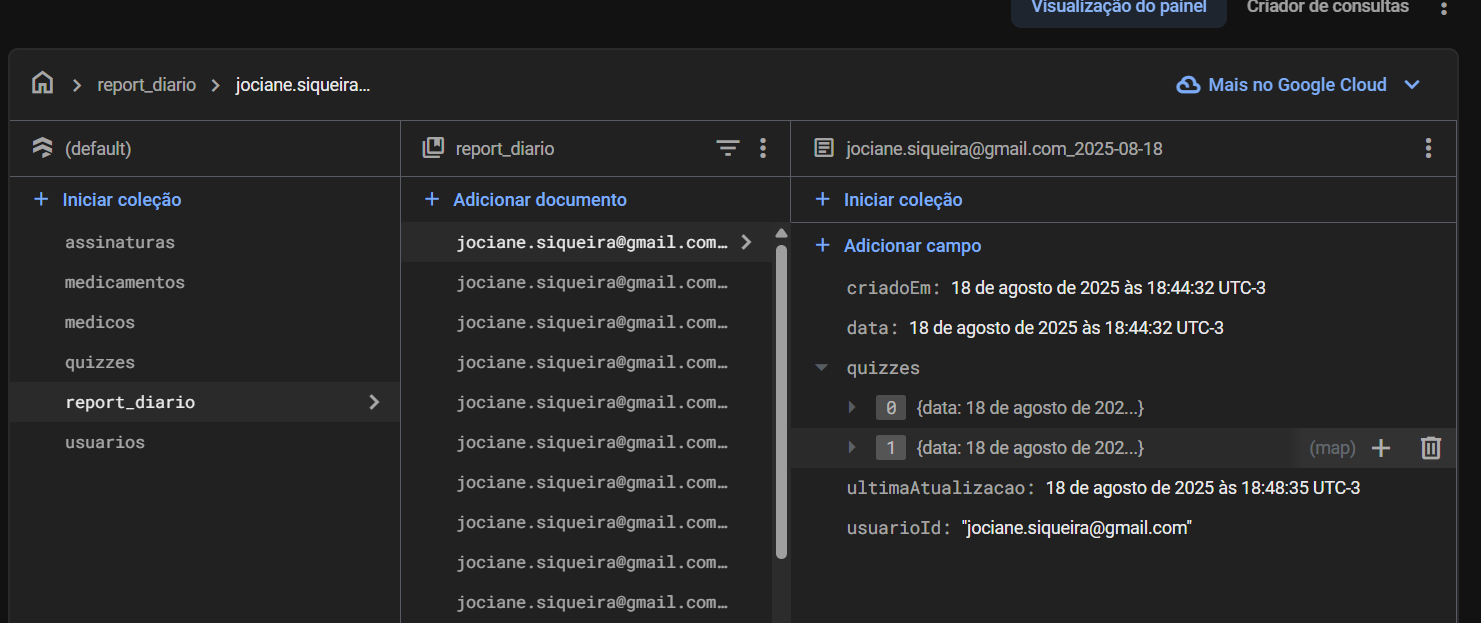 Visualização do painel Criador de consultas
report_diario jociane.siqueira...
Mais no Google Cloud
(default)
Iniciar coleção
assinaturas
medicamentos
medicos
quizzes
report_diario
usuarios
report_diario
Adicionar documento
jociane.siqueira@gmail.com…
jociane.siqueira@gmail.com…
jociane.siqueira@gmail.com…
jociane.siqueira@gmail.com…
jociane.siqueira@gmail.com…
jociane.siqueira@gmail.com…
jociane.siqueira@gmail.com…
jociane.siqueira@gmail.com…
jociane.siqueira@gmail.com…
jociane.siqueira@gmail.com…
jociane.siqueira@gmail.com_2025-08-18
Iniciar coleção
Adicionar campo
criadoEm: 18 de agosto de 2025 às 18:44:32 UTC-3
data: 18 de agosto de 2025 às 18:44:32 UTC-3
quizzes
0 {data: 18 de agosto de 202...}
1 {data: 18 de agosto de 202...} (map)
ultimaAtualizacao: 18 de agosto de 2025 às 18:48:35 UTC-3
usuarioId: "jociane.siqueira@gmail.com"